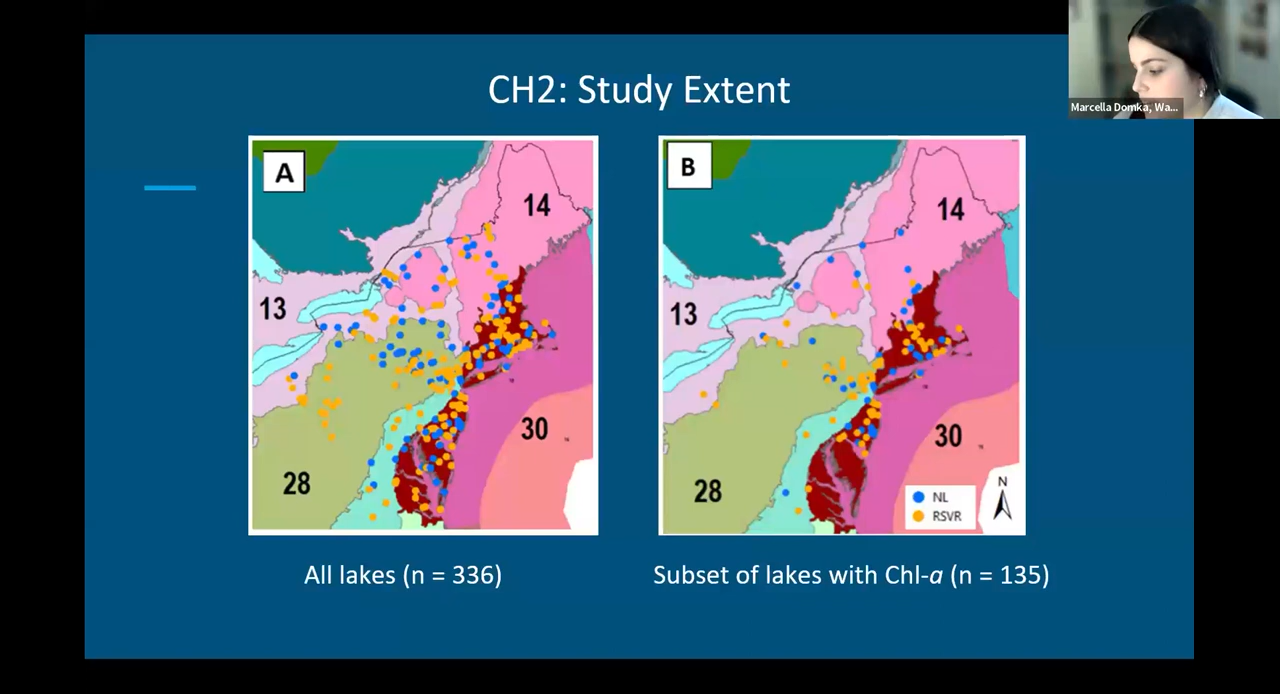 CH2: Study Extent
Marcella Domka, Wa...
A
14
13
30
28
B
14
13
30
28
N
NL
RSVR
All lakes (n = 336)
Subset of lakes with Chl-a (n = 135)